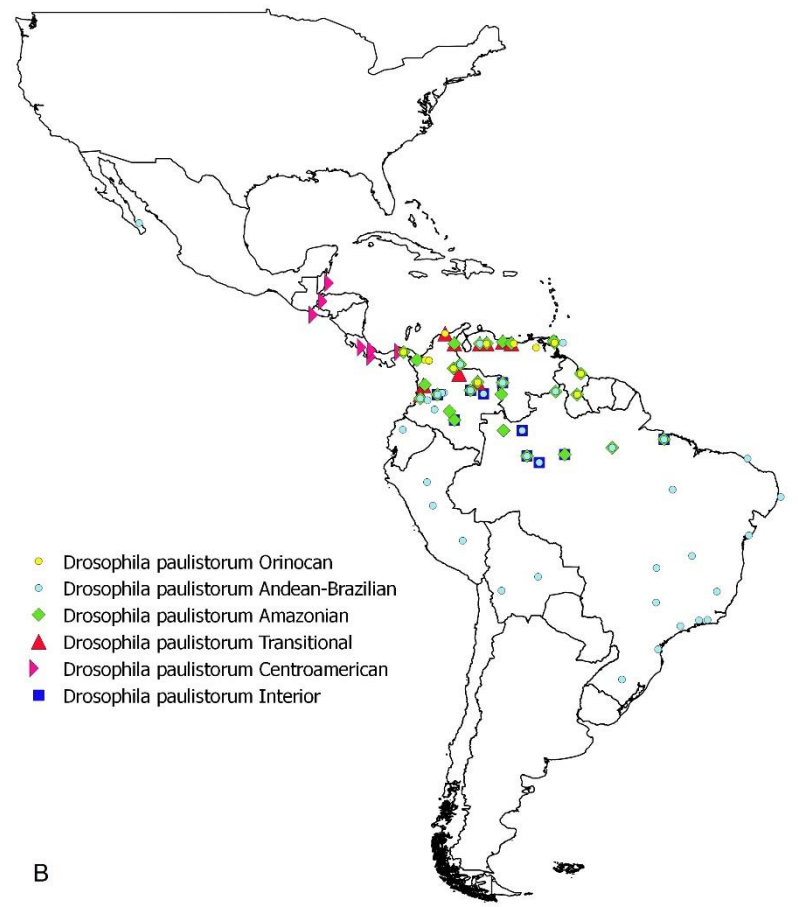 Drosophila paulistorum Orinocan
Drosophila paulistorum Andean-Brazilian
Drosophila paulistorum Amazonian
Drosophila paulistorum Transitional
Drosophila paulistorum Centroamerican
Drosophila paulistorum Interior
B